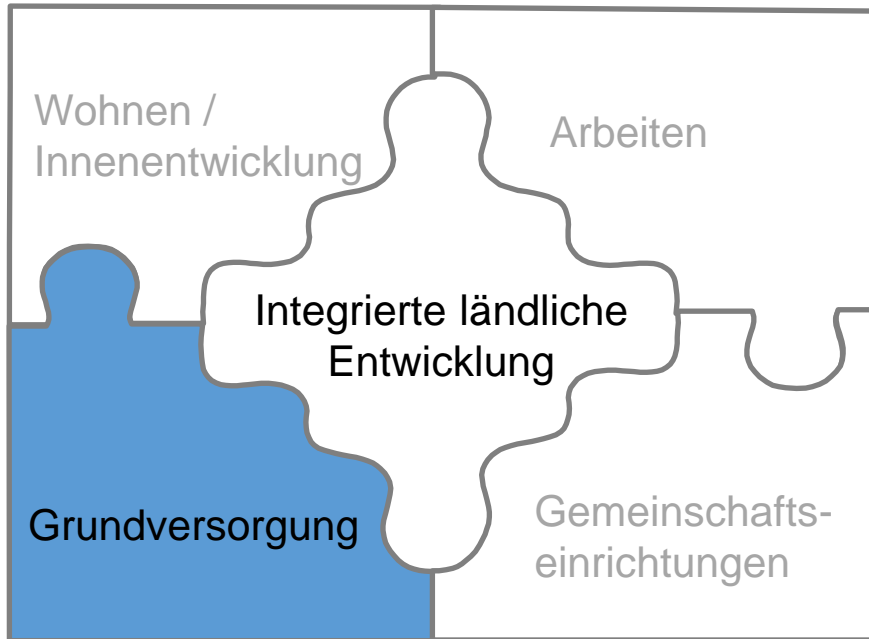 Wohnen /
Innenentwicklung
Arbeiten
Integrierte ländliche
Entwicklung
Grundversorgung
Gemeinschafts-
einrichtungen